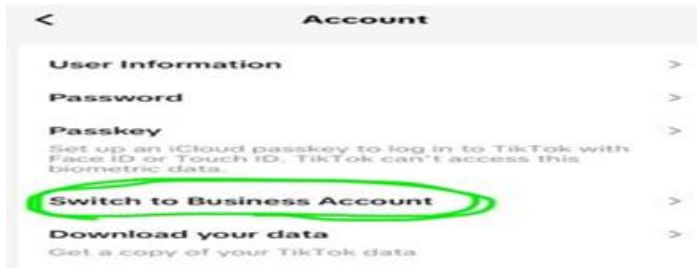 Account
User Information
Password
Passkey
Set up an iCloud passkey to log in to TikTok with
Face ID or Touch ID. TikTok can't access this
biometric data.
Switch to Business Account
Download your data
Get a copy of your TikTok data